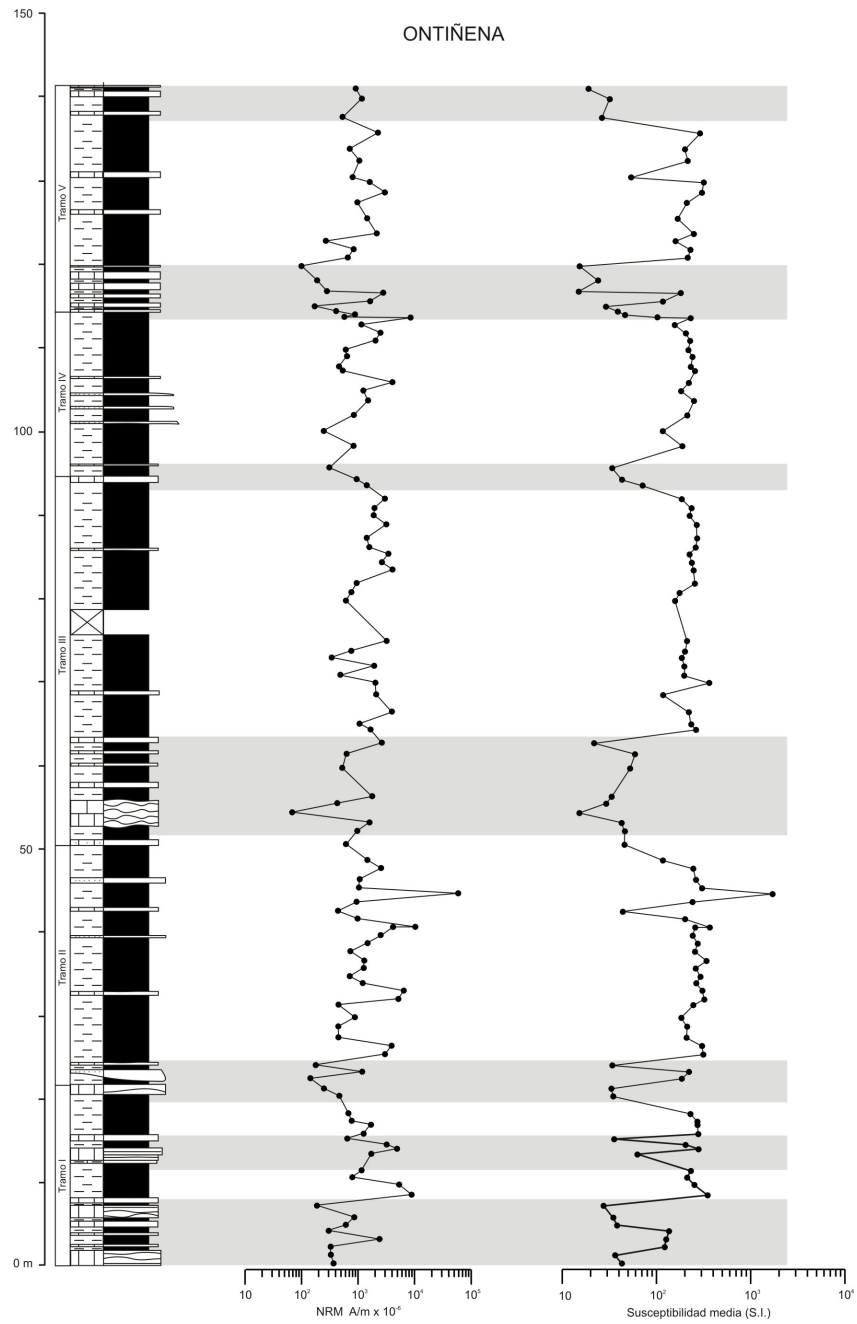 ONTIÑENA
150
100
50
0 m
Tramo V
Tramo IV
Tramo III
Tramo II
Tramo I
10 10² 10³ 10⁴ 10⁵
NRM A/m x 10⁻⁶
10 10² 10³ 10⁴
Susceptibilidad media (S.I.)